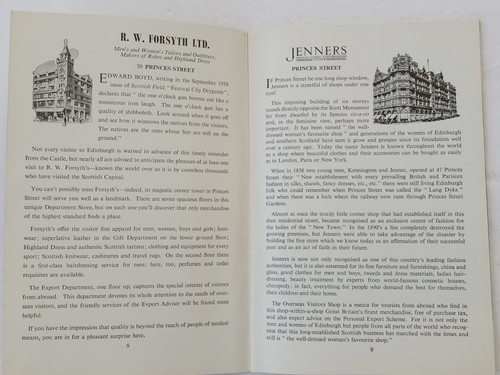 R. W. FORSYTH LTD.
Men's and Women's Tailors and Outfitters,
Makers of Robes and Highland Dress
30 PRINCES STREET
EDWARD BOYD, writing in the September 1958
issue of Scottish Field, "Festival City Deygoes",
declares that "the one o'clock gun booms out like a
monstrous iron laugh. The one o'clock gun has a
quality of shibboleth. Look around when it goes off
and see how it winnows the natives from the visitors.
The natives are the ones whose feet are still on the
ground."
Not every visitor to Edinburgh is warned in advance of this timely reminder
from the Castle, but nearly all are advised to anticipate the pleasure of at least one
visit to R. W. Forsyth's—known the world over as it is by countless thousands
who have visited the Scottish Capital.
You can't possibly miss Forsyth's—indeed, its majestic corner tower in Princes
Street will serve you well as a landmark. There are seven spacious floors in this
unique Department Store, but on each one you'll discover that only merchandise
of the highest standard finds a place.
Forsyth's offer the visitor fine apparel for men, women, boys and girls; foot-
wear; superlative leather in the Gift Department on the lower ground floor;
Highland Dress and authentic Scottish tartans; clothing and equipment for every
sport; Scottish knitwear, cashmeres and travel rugs. On the second floor there
is a first-class hairdressing service for men; here, too, perfumes and toilet
requisites are available.
The Export Department, one floor up, captures the special interest of visitors
from abroad. This department devotes its whole attention to the needs of over-
seas visitors, and the friendly services of the Export Adviser will be found most
helpful.
If you have the impression that quality is beyond the reach of people of modest
means, you are in for a pleasant surprise here.
6
JENNERS
PRINCES STREET
IF Princes Street be one long shop window,
Jenners is a streetful of shops under one
roof.
This imposing building of six storeys
stands directly opposite the Scott Monument
far from dwarfed by its famous vis-a-vis
and, in the feminine view, perhaps more
important. It has been named "the well-
dressed woman's favourite shop" and generations of the women of Edinburgh
and southern Scotland have seen it grow and prosper since its foundation well
over a century ago. Today the name Jenners is known throughout the world
as a shop where beautiful clothes and their accessories can be bought as easily
as in London, Paris or New York.
When in 1838 two young men, Kennington and Jenner, opened at 47 Princes
Street their "New establishment with every prevailing British and Parisian
fashion in silks, shawls, fancy dresses, etc.," there were still living Edinburgh
folk who could remember when Princes Street was called the "Lang Dyke"
and when there was a loch where the railway now runs through Princes Street
Gardens.
Almost at once the sturdy little corner shop that had established itself in this
then residential street, became recognised as an exclusive centre of fashion for
the ladies of the "New Town." In the 1890's a fire completely destroyed the
growing premises, but Jenners were able to take advantage of the disaster by
building the fine store which we know today as an affirmation of their successful
past and as an act of faith in their future.
Jenners is now not only recognised as one of this country's leading fashion
authorities, but it is also esteemed for its fine furniture and furnishings, china and
glass, good clothes for men and boys, tweeds and dress materials, ladies hair-
dressing, beauty treatment by experts from world-famous cosmetic houses,
chiropody: in fact, everything for people who demand the best for themselves,
their children and their home.
The Overseas Visitors Shop is a mecca for tourists from abroad who find in
this shop-within-a-shop Great Britain's finest merchandise, free of purchase tax,
and also expert advice on the Personal Export Scheme. For it is not only the
men and women of Edinburgh but people from all parts of the world who recog-
nise that this long-established Scottish business has marched with the times and
still is "the well-dressed woman's favourite shop."
9